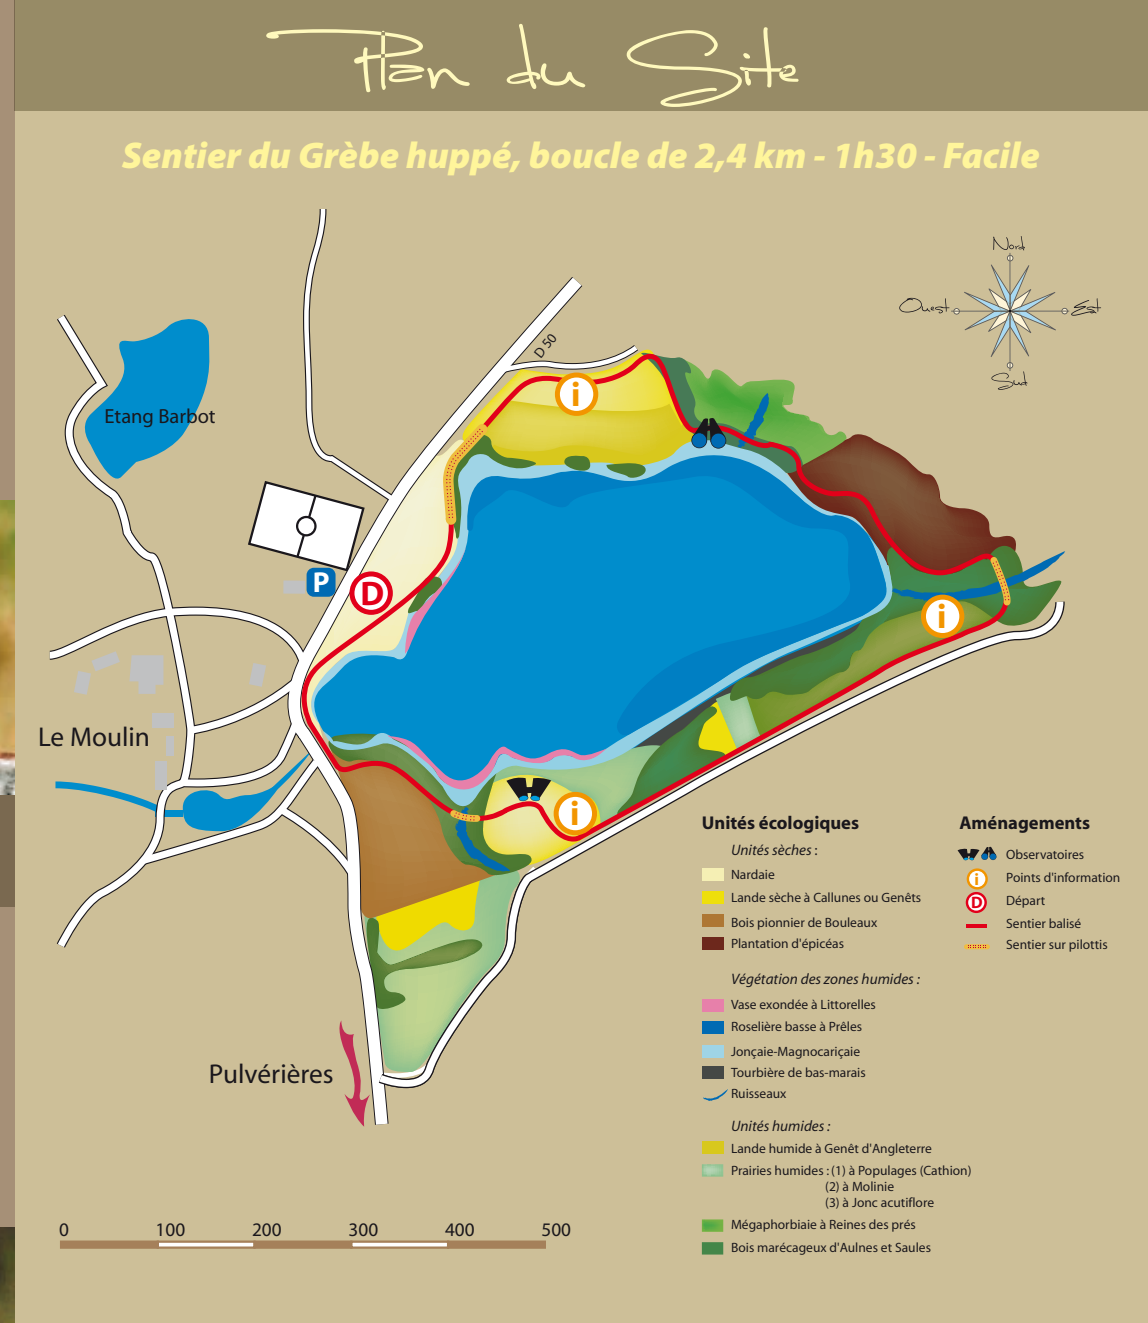 Plan du Site
Sentier du Grèbe huppé, boucle de 2,4 km - 1h30 - Facile
Nord
Ouest
Est
Sud
D 50
Etang Barbot
i
P
D
i
Le Moulin
i
Pulvérières
Unités écologiques
Unités sèches :
Nardaie
Lande sèche à Callunes ou Genêts
Bois pionnier de Bouleaux
Plantation d'épicéas
Végétation des zones humides :
Vase exondée à Littorelles
Roselière basse à Prêles
Jonçaie-Magnocariçaie
Tourbière de bas-marais
Ruisseaux
Unités humides :
Lande humide à Genêt d'Angleterre
Prairies humides : (1) à Populages (Cathion)
(2) à Molinie
(3) à Jonc acutiflore
Mégaphorbiaie à Reines des prés
Bois marécageux d'Aulnes et Saules
Aménagements
Observatoires
i Points d'information
D Départ
Sentier balisé
Sentier sur pilottis
0 100 200 300 400 500